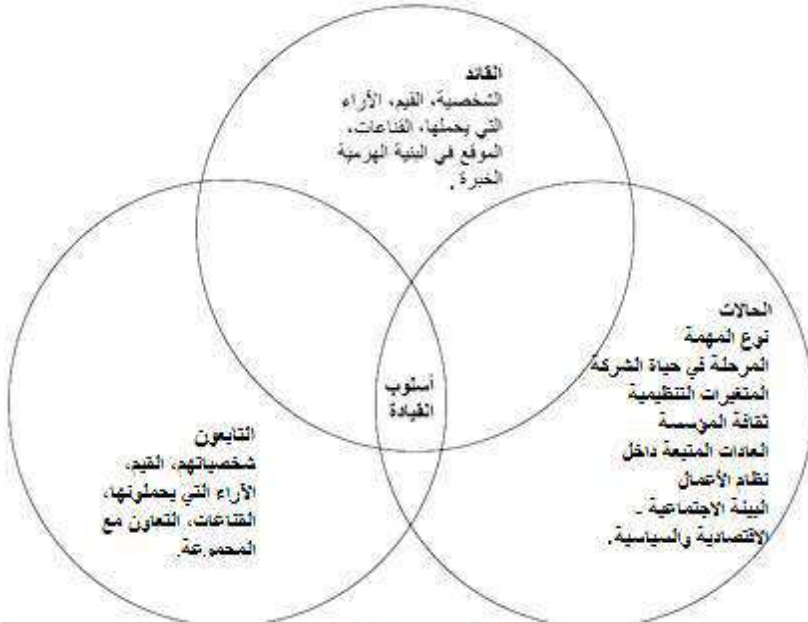 القائد
الشخصية، القيم، الأراء
التي يحملها، القناعات،
الموقع في البنية الهرمية
الخبرة .
الحالات
نوع المهمة
المرحلة في حياة الشركة
المتغيرات التنظيمية
ثقافة المؤسسة
العادات المتبعة داخل
نظام الأعمال
البيئة الاجتماعية -
الاقتصادية والسياسية.
أسلوب
القيادة
التابعون
شخصياتهم، القيم،
الآراء التي يحملونها،
القناعات، التعاون مع
المجموعة.